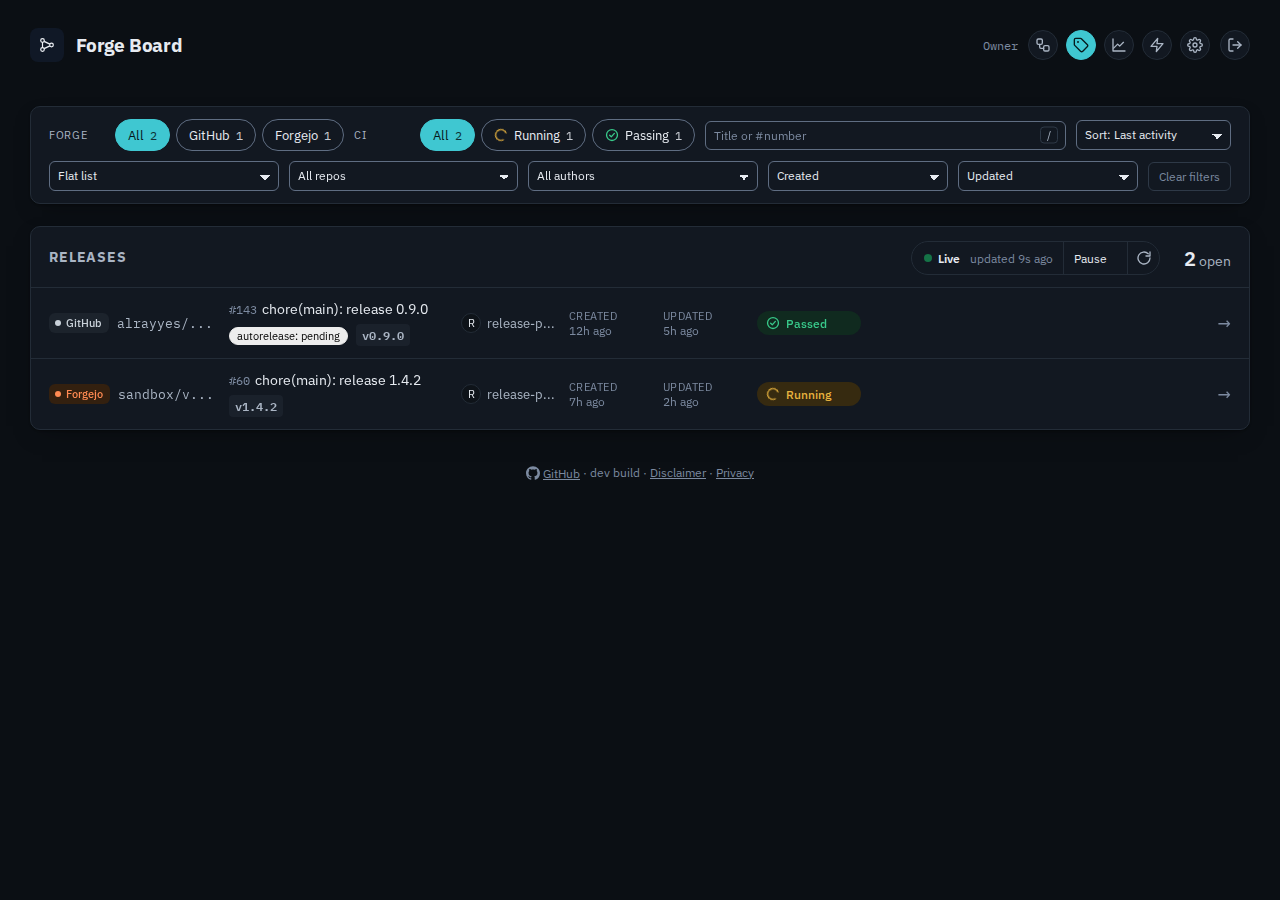 Forge Board
Owner
FORGE All 2 GitHub 1 Forgejo 1 CI All 2 Running 1 Passing 1 Title or #number / Sort: Last activity
Flat list All repos All authors Created Updated Clear filters
RELEASES Live updated 9s ago Pause 2 open
GitHub alrayyes/... #143 chore(main): release 0.9.0 autorelease: pending v0.9.0 R release-p... CREATED 12h ago UPDATED 5h ago Passed →
Forgejo sandbox/v... #60 chore(main): release 1.4.2 v1.4.2 R release-p... CREATED 7h ago UPDATED 2h ago Running →
GitHub · dev build · Disclaimer · Privacy